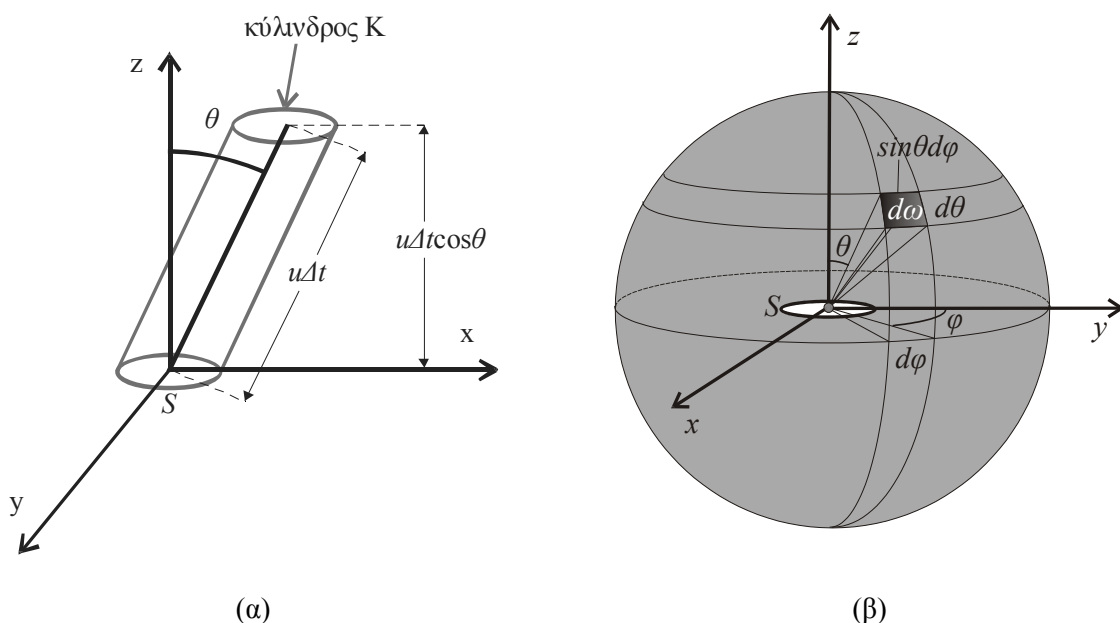 κύλινδρος Κ
z
θ
uΔtcosθ
uΔt
x
S
y
(α)
z
sinθdφ
dω
dθ
θ
S
φ
y
dφ
x
(β)